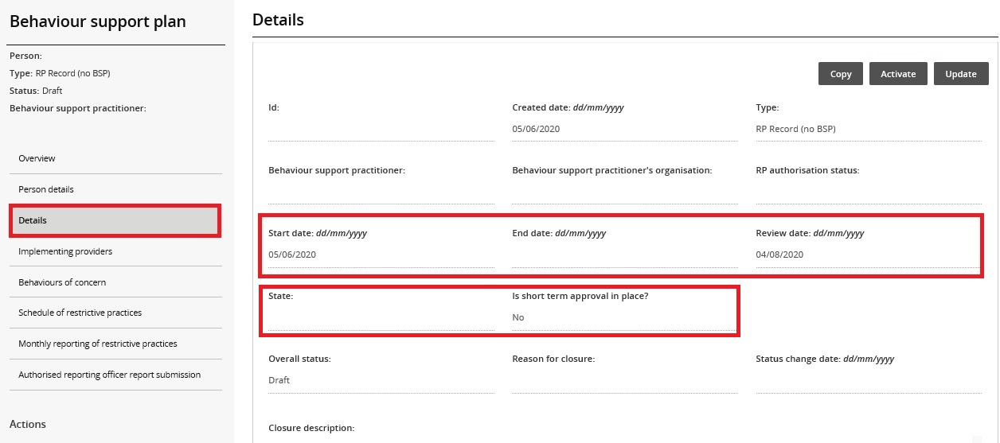 Behaviour support plan
Person:
Type: RP Record (no BSP)
Status: Draft
Behaviour support practitioner:
Overview
Person details
Details
Implementing providers
Behaviours of concern
Schedule of restrictive practices
Monthly reporting of restrictive practices
Authorised reporting officer report submission
Actions
Details
Copy Activate Update
Id: Created date: dd/mm/yyyy Type:
05/06/2020 RP Record (no BSP)
Behaviour support practitioner: Behaviour support practitioner's organisation: RP authorisation status:
Start date: dd/mm/yyyy End date: dd/mm/yyyy Review date: dd/mm/yyyy
05/06/2020 04/08/2020
State: Is short term approval in place?
No
Overall status: Reason for closure: Status change date: dd/mm/yyyy
Draft
Closure description: